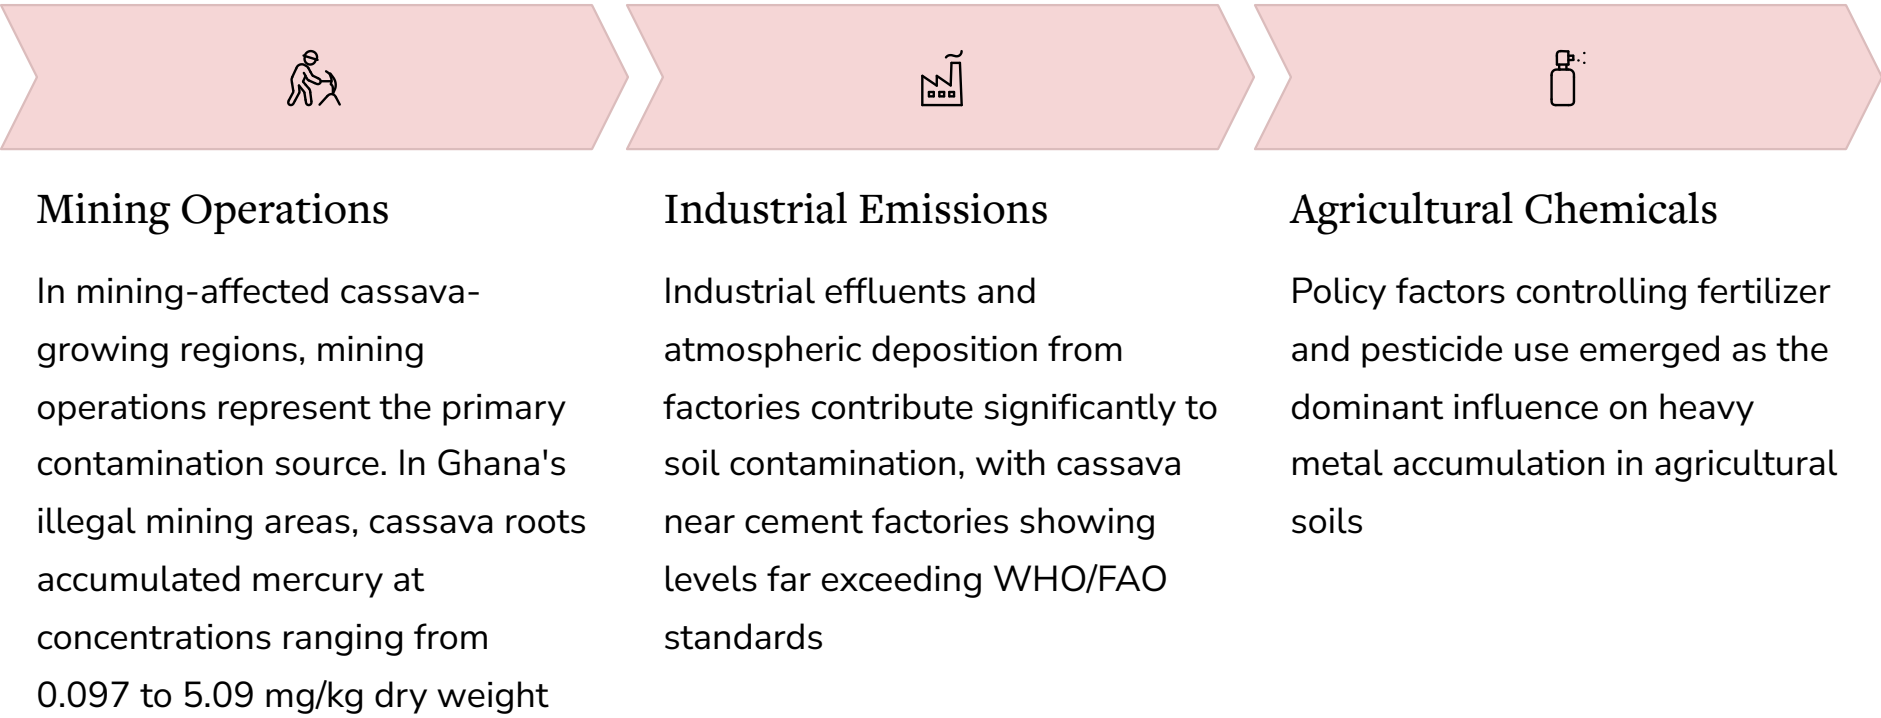 Mining Operations
In mining-affected cassava-
growing regions, mining
operations represent the primary
contamination source. In Ghana's
illegal mining areas, cassava roots
accumulated mercury at
concentrations ranging from
0.097 to 5.09 mg/kg dry weight
Industrial Emissions
Industrial effluents and
atmospheric deposition from
factories contribute significantly to
soil contamination, with cassava
near cement factories showing
levels far exceeding WHO/FAO
standards
Agricultural Chemicals
Policy factors controlling fertilizer
and pesticide use emerged as the
dominant influence on heavy
metal accumulation in agricultural
soils